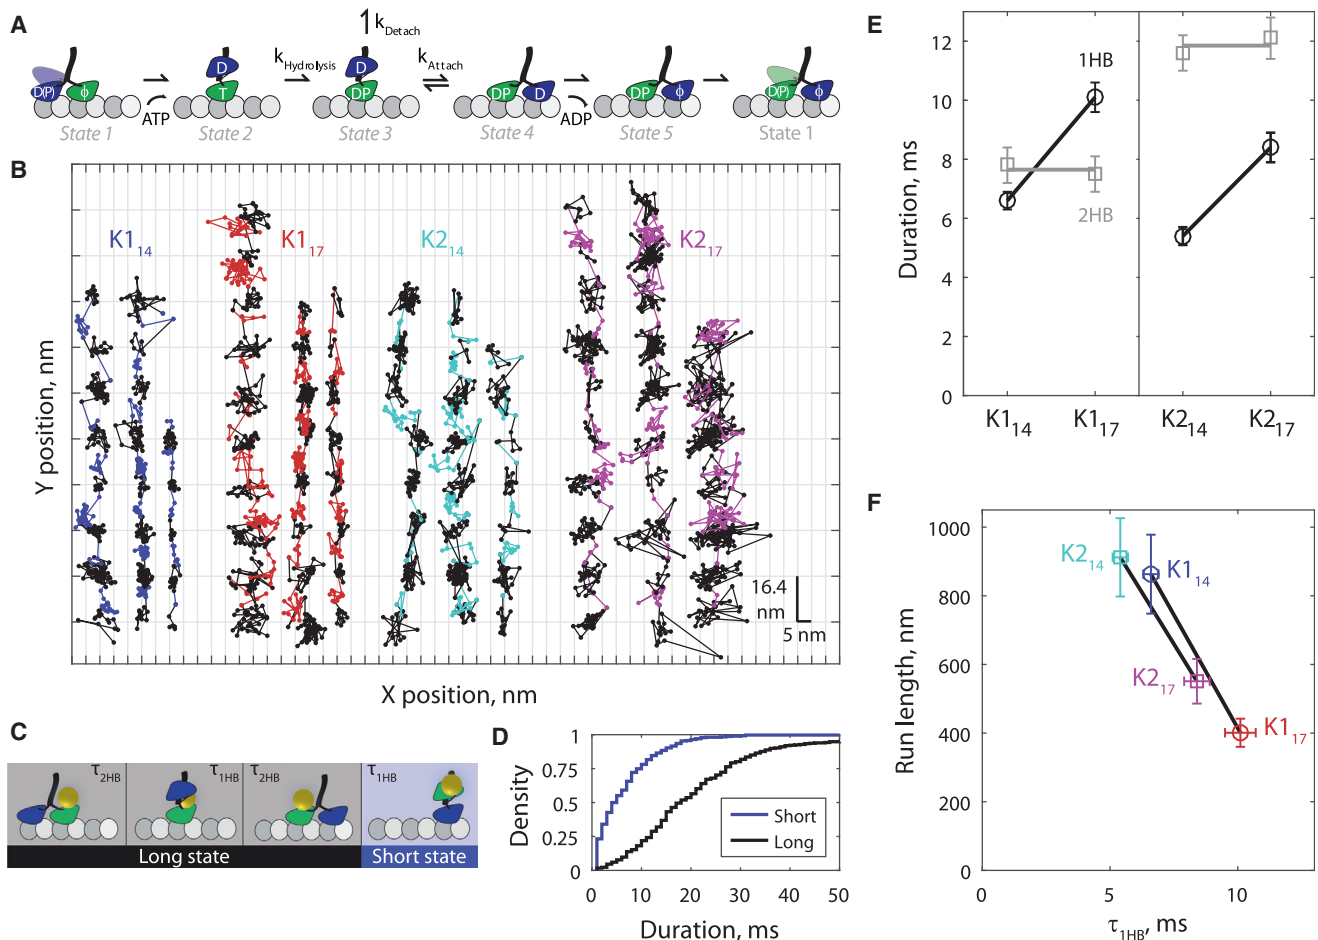 A
k_Detach
k_Hydrolysis
k_Attach
D(P) ϕ
D
T
D
DP
DP D
DP ϕ
D(P) ϕ
ATP
ADP
State 1
State 2
State 3
State 4
State 5
State 1
B
Y position, nm
K1_14
K1_17
K2_14
K2_17
16.4
nm
5 nm
X position, nm
C
τ_2HB
τ_1HB
τ_2HB
τ_1HB
Long state
Short state
D
Density
1
0.75
0.5
0.25
0
Short
Long
0 10 20 30 40 50
Duration, ms
E
Duration, ms
12
10
8
6
4
2
0
1HB
2HB
K1_14 K1_17 K2_14 K2_17
F
Run length, nm
1000
800
600
400
200
0
K2_14
K1_14
K2_17
K1_17
0 5 10
τ_1HB, ms